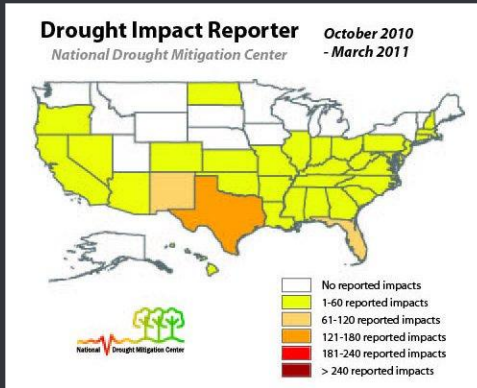 Drought Impact Reporter
National Drought Mitigation Center
October 2010
- March 2011
No reported impacts
1-60 reported impacts
61-120 reported impacts
121-180 reported impacts
181-240 reported impacts
> 240 reported impacts
National Drought Mitigation Center